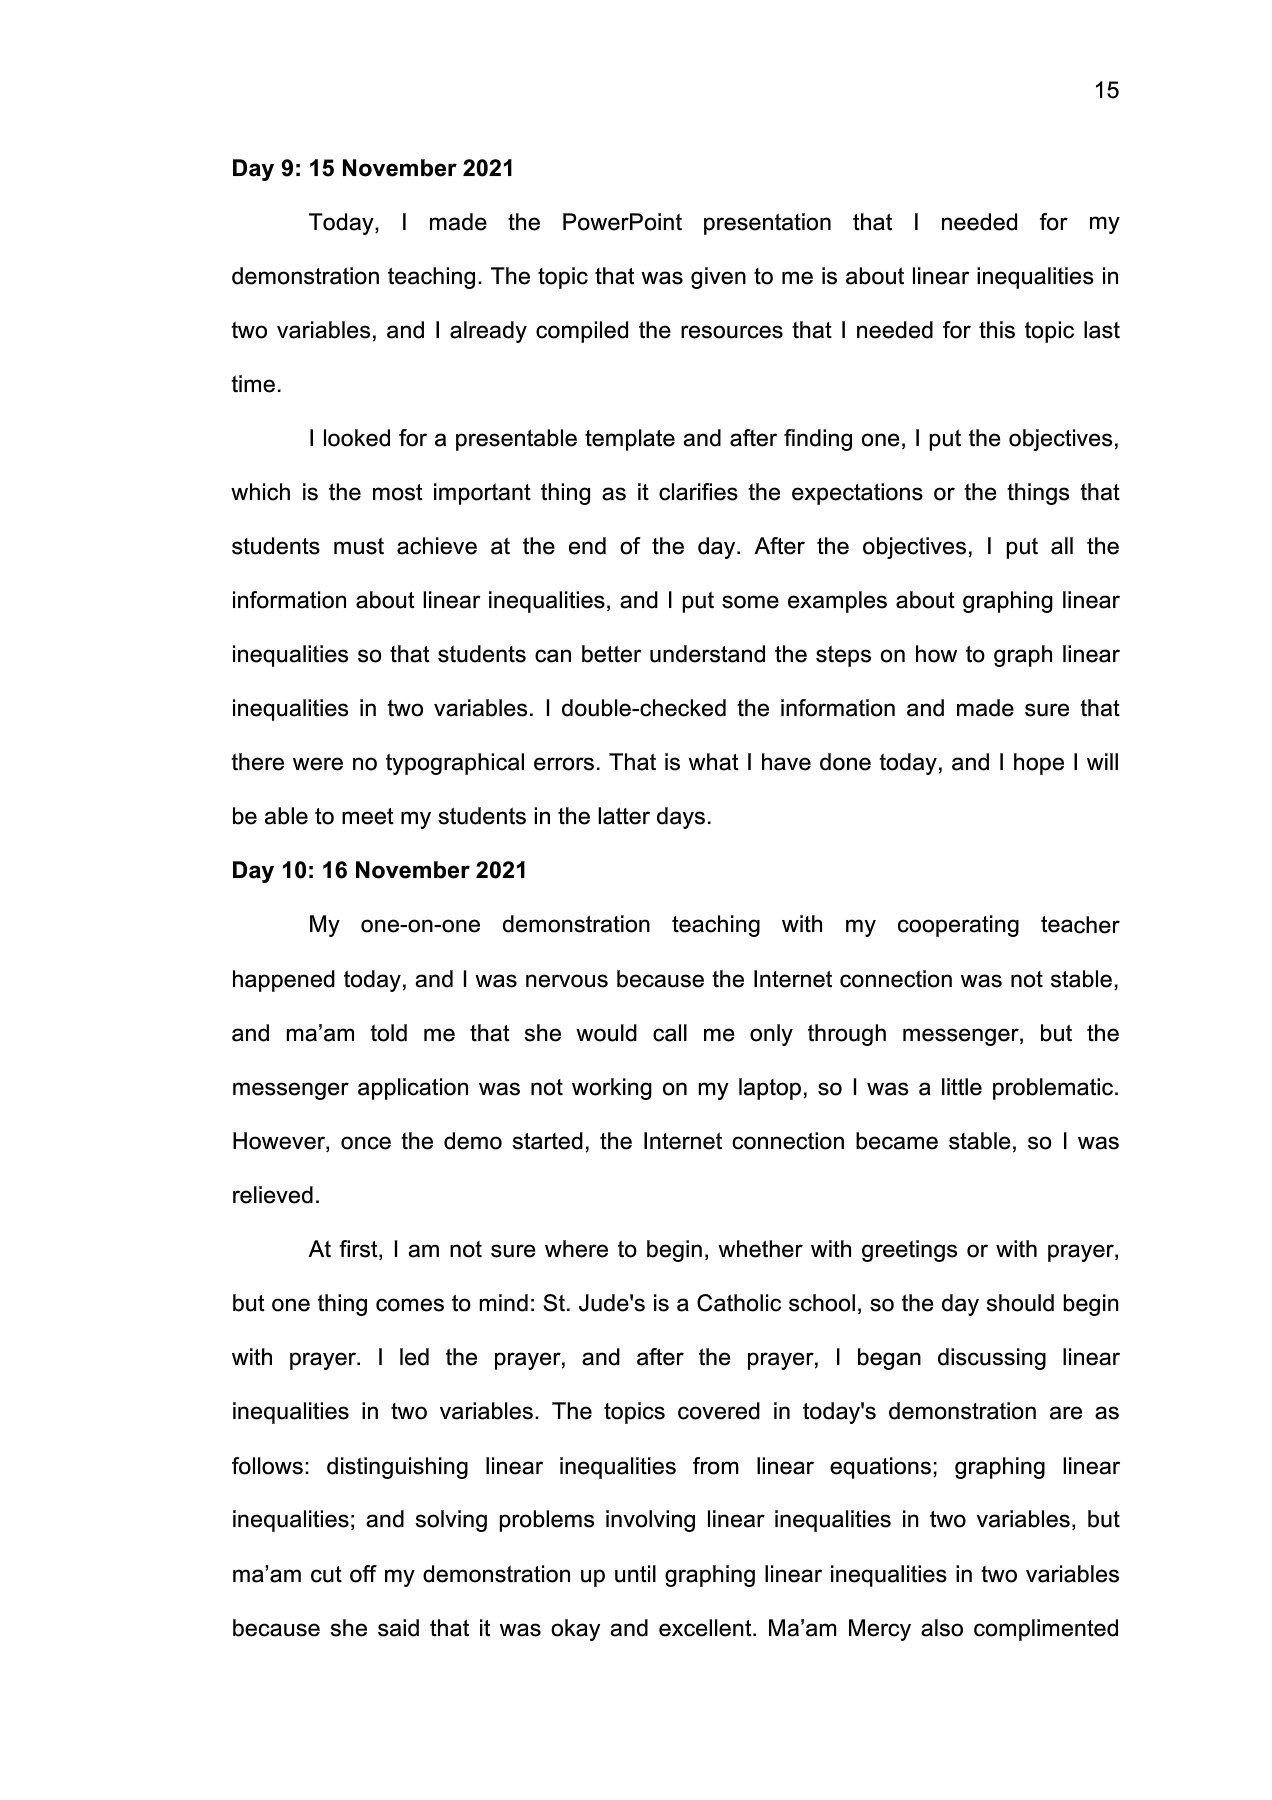 15
Day 9: 15 November 2021
Today, I made the PowerPoint presentation that I needed for my
demonstration teaching. The topic that was given to me is about linear inequalities in
two variables, and I already compiled the resources that I needed for this topic last
time.
I looked for a presentable template and after finding one, I put the objectives,
which is the most important thing as it clarifies the expectations or the things that
students must achieve at the end of the day. After the objectives, I put all the
information about linear inequalities, and I put some examples about graphing linear
inequalities so that students can better understand the steps on how to graph linear
inequalities in two variables. I double-checked the information and made sure that
there were no typographical errors. That is what I have done today, and I hope I will
be able to meet my students in the latter days.
Day 10: 16 November 2021
My one-on-one demonstration teaching with my cooperating teacher
happened today, and I was nervous because the Internet connection was not stable,
and ma’am told me that she would call me only through messenger, but the
messenger application was not working on my laptop, so I was a little problematic.
However, once the demo started, the Internet connection became stable, so I was
relieved.
At first, I am not sure where to begin, whether with greetings or with prayer,
but one thing comes to mind: St. Jude's is a Catholic school, so the day should begin
with prayer. I led the prayer, and after the prayer, I began discussing linear
inequalities in two variables. The topics covered in today's demonstration are as
follows: distinguishing linear inequalities from linear equations; graphing linear
inequalities; and solving problems involving linear inequalities in two variables, but
ma’am cut off my demonstration up until graphing linear inequalities in two variables
because she said that it was okay and excellent. Ma’am Mercy also complimented